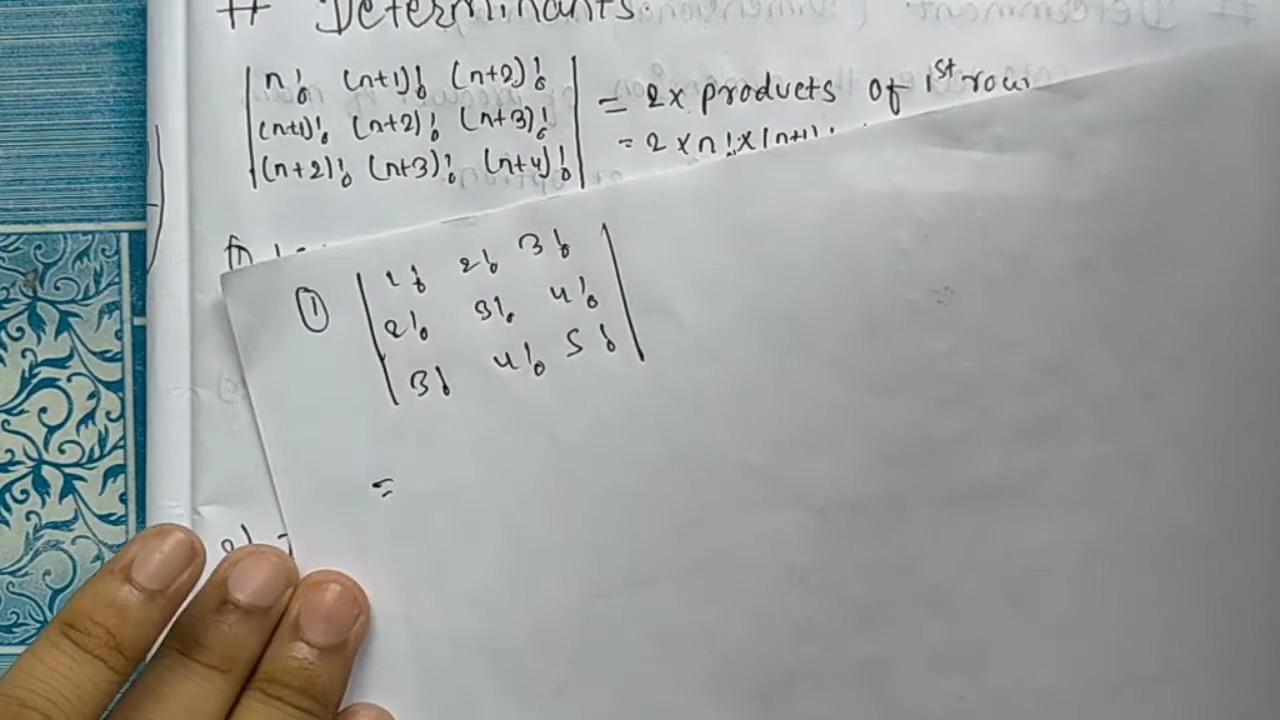 # Determinants.
| n! (n+1)! (n+2)! |
| (n+1)! (n+2)! (n+3)! | = 2x products of 1st row
| (n+2)! (n+3)! (n+4)! | = 2 x n! x (n+1)!
① | 1! 2! 3! |
| 2! 3! 4! |
| 3! 4! 5! |
=